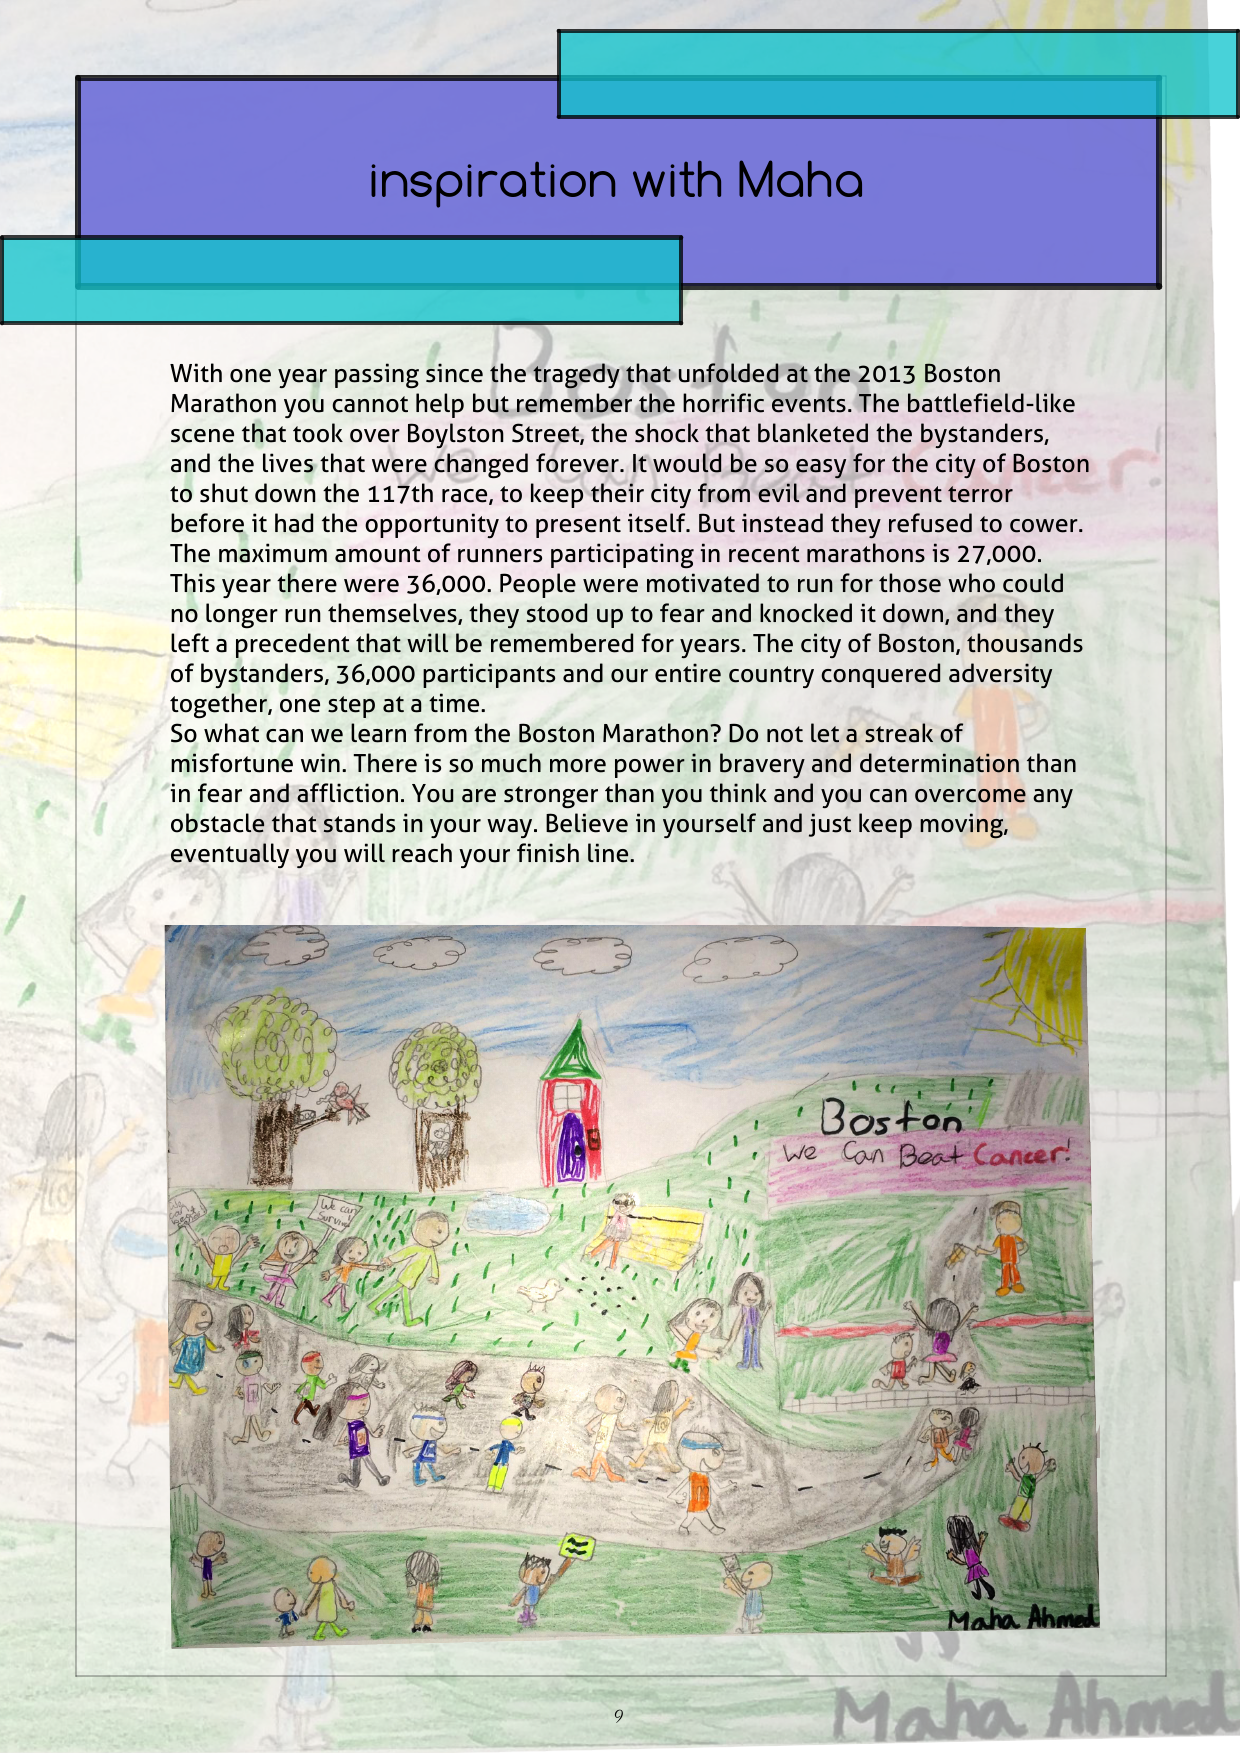 inspiration with Maha
With one year passing since the tragedy that unfolded at the 2013 Boston
Marathon you cannot help but remember the horrific events. The battlefield-like
scene that took over Boylston Street, the shock that blanketed the bystanders,
and the lives that were changed forever. It would be so easy for the city of Boston
to shut down the 117th race, to keep their city from evil and prevent terror
before it had the opportunity to present itself. But instead they refused to cower.
The maximum amount of runners participating in recent marathons is 27,000.
This year there were 36,000. People were motivated to run for those who could
no longer run themselves, they stood up to fear and knocked it down, and they
left a precedent that will be remembered for years. The city of Boston, thousands
of bystanders, 36,000 participants and our entire country conquered adversity
together, one step at a time.
So what can we learn from the Boston Marathon? Do not let a streak of
misfortune win. There is so much more power in bravery and determination than
in fear and affliction. You are stronger than you think and you can overcome any
obstacle that stands in your way. Believe in yourself and just keep moving,
eventually you will reach your finish line.
Boston
We Can Beat Cancer!
We can
Survive
Maha Ahmed
9
Maha Ahmed